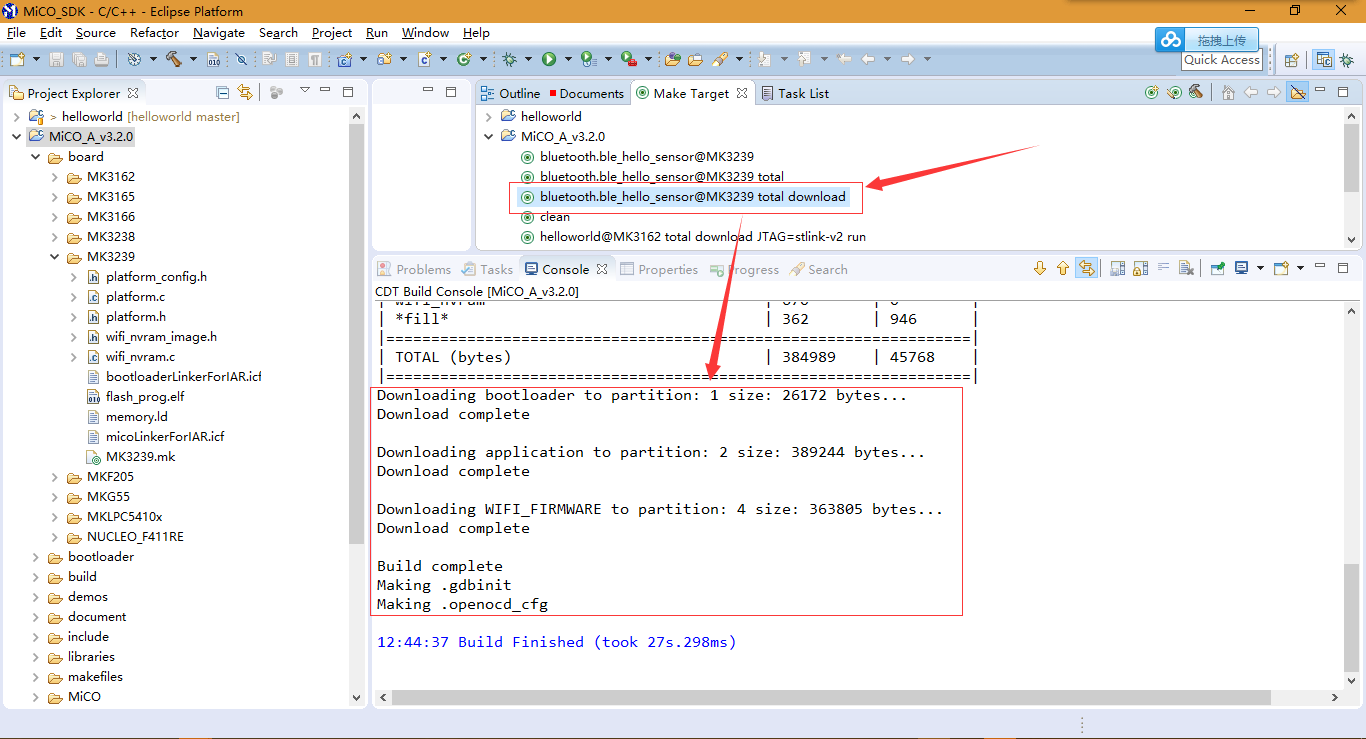 MiCO_SDK - C/C++ - Eclipse Platform
File Edit Source Refactor Navigate Search Project Run Window Help
拖拽上传
Quick Access
Project Explorer
> helloworld [helloworld master]
MiCO_A_v3.2.0
board
MK3162
MK3165
MK3166
MK3238
MK3239
platform_config.h
platform.c
platform.h
wifi_nvram_image.h
wifi_nvram.c
bootloaderLinkerForIAR.icf
flash_prog.elf
memory.ld
micoLinkerForIAR.icf
MK3239.mk
MKF205
MKG55
MKLPC5410x
NUCLEO_F411RE
bootloader
build
demos
document
include
libraries
makefiles
MiCO
Outline Documents Make Target Task List
helloworld
MiCO_A_v3.2.0
bluetooth.ble_hello_sensor@MK3239
bluetooth.ble_hello_sensor@MK3239 total
bluetooth.ble_hello_sensor@MK3239 total download
clean
helloworld@MK3162 total download JTAG=stlink-v2 run
Problems Tasks Console Properties Progress Search
CDT Build Console [MiCO_A_v3.2.0]
| *fill* | 362 | 946 |
|=================================================================|
| TOTAL (bytes) | 384989 | 45768 |
|=================================================================|
Downloading bootloader to partition: 1 size: 26172 bytes...
Download complete
Downloading application to partition: 2 size: 389244 bytes...
Download complete
Downloading WIFI_FIRMWARE to partition: 4 size: 363805 bytes...
Download complete
Build complete
Making .gdbinit
Making .openocd_cfg
12:44:37 Build Finished (took 27s.298ms)